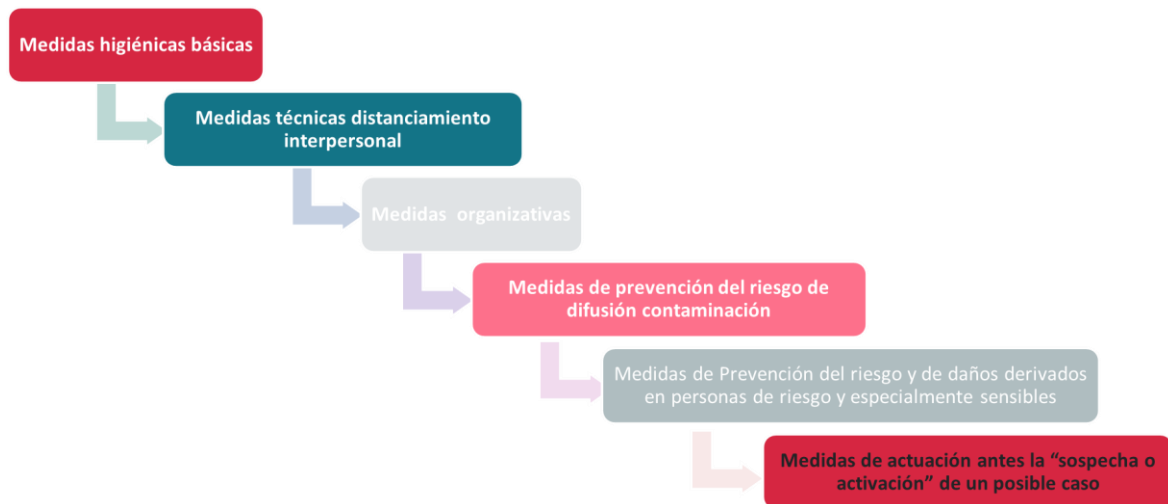 Medidas higiénicas básicas
Medidas técnicas distanciamiento
interpersonal
Medidas organizativas
Medidas de prevención del riesgo de
difusión contaminación
Medidas de Prevención del riesgo y de daños derivados
en personas de riesgo y especialmente sensibles
Medidas de actuación antes la “sospecha o
activación” de un posible caso